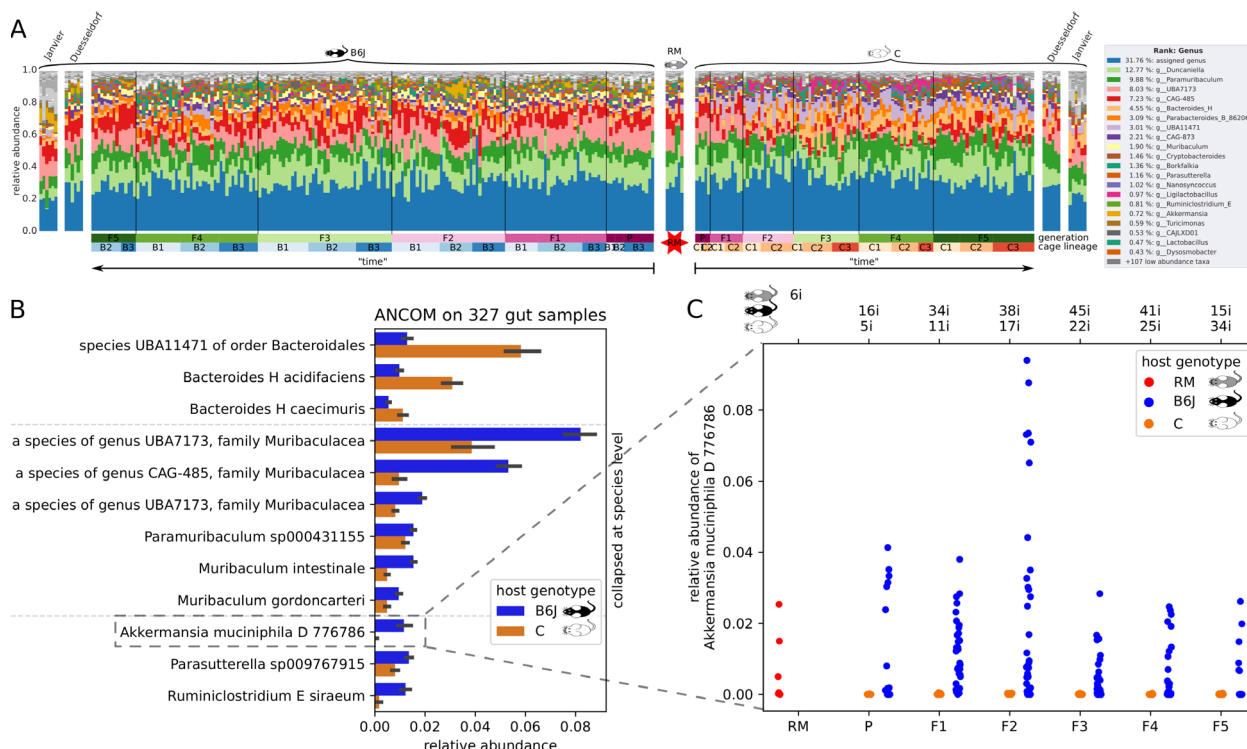 A
Janvier
Duesseldorf
B6J
RM
C
Duesseldorf
Janvier
relative abundance
1.0
0.8
0.6
0.4
0.2
0.0
F5 F4 F3 F2 F1 P
B2 B3 B1 B2 B3 B1 B2 B3 B1 B2 B3 B1 B2 B3
RM
P F1 F2 F3 F4 F5
C1 C2 C1 C2 C1 C2 C3 C1 C2 C3 C1 C2 C3
generation
cage lineage
"time"
"time"
Rank: Genus
31.76 %: assigned genus
12.77 %: g__Duncaniella
9.88 %: g__Paramuribaculum
8.03 %: g__UBA7173
7.23 %: g__CAG-485
4.55 %: g__Bacteroides_H
3.09 %: g__Parabacteroides_B_86206
3.01 %: g__UBA11471
2.21 %: g__CAG-873
1.90 %: g__Muribaculum
1.46 %: g__Cryptobacteroides
1.36 %: g__Borkfalkia
1.16 %: g__Parasutterella
1.02 %: g__Nanosyncoccus
0.97 %: g__Ligilactobacillus
0.81 %: g__Ruminiclostridium_E
0.72 %: g__Akkermansia
0.59 %: g__Turicimonas
0.53 %: g__CAJLXD01
0.47 %: g__Lactobacillus
0.43 %: g__Dysosmobacter
+107 low abundance taxa
B
ANCOM on 327 gut samples
species UBA11471 of order Bacteroidales
Bacteroides H acidifaciens
Bacteroides H caecimuris
a species of genus UBA7173, family Muribaculacea
a species of genus CAG-485, family Muribaculacea
a species of genus UBA7173, family Muribaculacea
Paramuribaculum sp000431155
Muribaculum intestinale
Muribaculum gordoncarteri
Akkermansia muciniphila D 776786
Parasutterella sp009767915
Ruminiclostridium E siraeum
host genotype
B6J
C
collapsed at species level
0.00 0.02 0.04 0.06 0.08
relative abundance
C
6i
16i 34i 38i 45i 41i 15i
5i 11i 17i 22i 25i 34i
host genotype
RM
B6J
C
relative abundance of
Akkermansia muciniphila D 776786
0.08
0.06
0.04
0.02
0.00
RM P F1 F2 F3 F4 F5